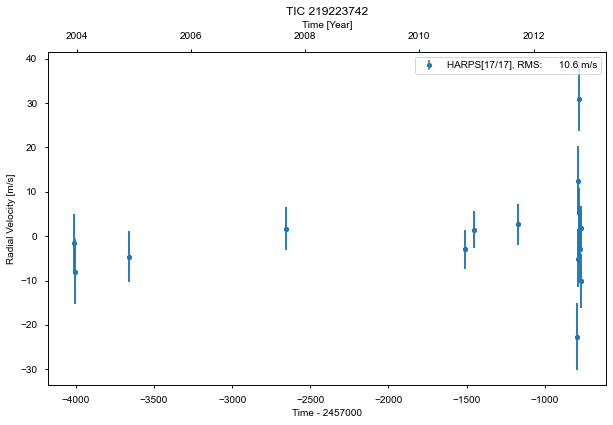 TIC 219223742
Time [Year]
2004 2006 2008 2010 2012
HARPS[17/17], RMS: 10.6 m/s
40
30
20
10
0
−10
−20
−30
Radial Velocity [m/s]
−4000 −3500 −3000 −2500 −2000 −1500 −1000
Time - 2457000